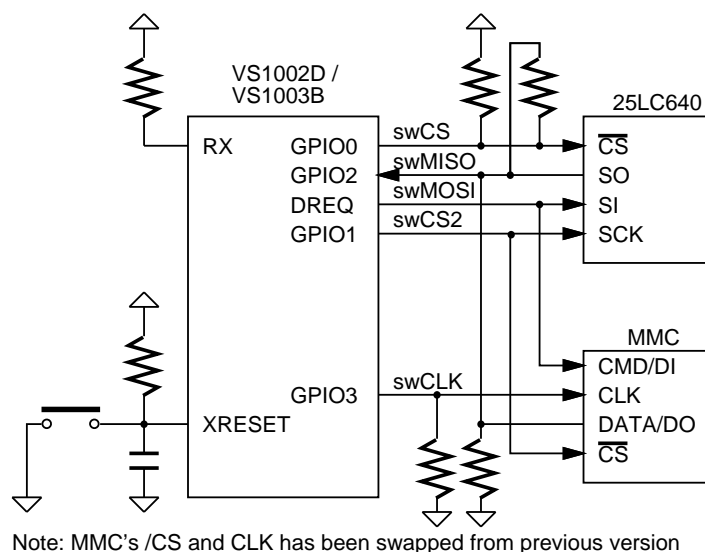 VS1002D /
VS1003B
25LC640
RX
GPIO0
swCS
CS
GPIO2
swMISO
SO
DREQ
swMOSI
SI
GPIO1
swCS2
SCK
MMC
CMD/DI
GPIO3
swCLK
CLK
XRESET
DATA/DO
CS
Note: MMC's /CS and CLK has been swapped from previous version